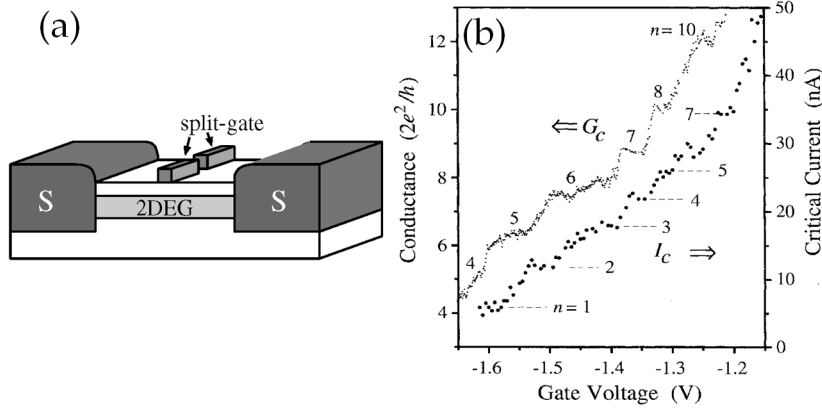 (a)
split-gate
S
2DEG
S
(b)
Conductance (2e²/h)
12
10
8
6
4
n = 10
8
7
6
5
4
⇐ G_C
7
5
4
3
2
n = 1
I_C ⇒
50
40
30
20
10
0
Critical Current (nA)
-1.6 -1.5 -1.4 -1.3 -1.2
Gate Voltage (V)